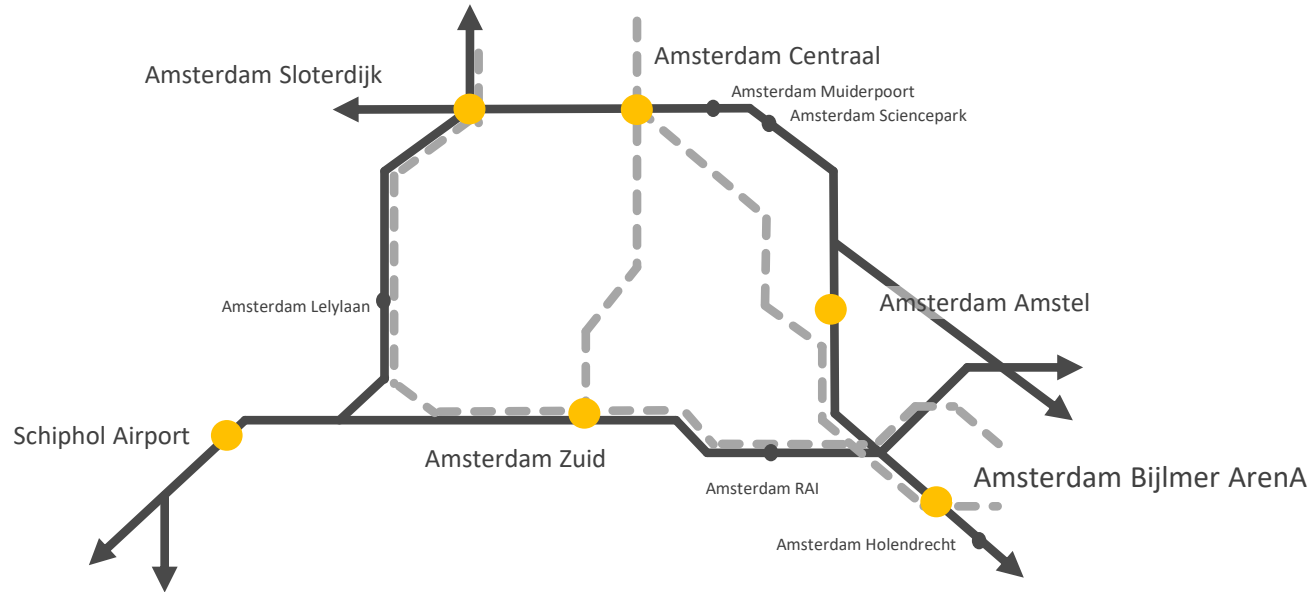 Amsterdam Centraal
Amsterdam Sloterdijk
Amsterdam Muiderpoort
Amsterdam Sciencepark
Amsterdam Lelylaan
Amsterdam Amstel
Schiphol Airport
Amsterdam Zuid
Amsterdam Bijlmer ArenA
Amsterdam RAI
Amsterdam Holendrecht